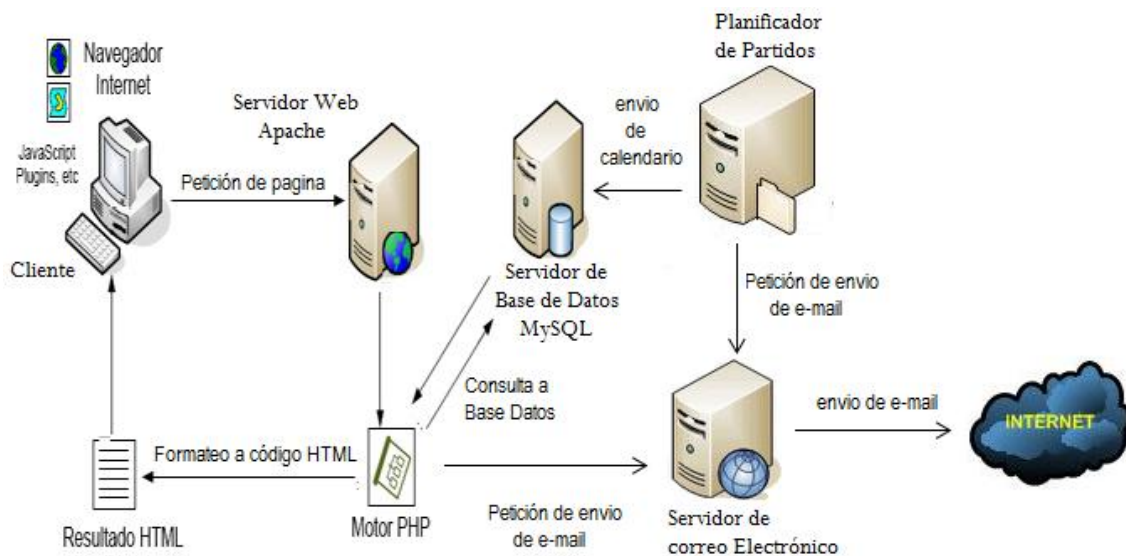 Planificador
de Partidos
Navegador
Internet
Servidor Web
Apache
envio
de
calendario
JavaScript
Plugins, etc
Petición de pagina
Cliente
Servidor de
Base de Datos
MySQL
Petición de envio
de e-mail
Consulta a
Base Datos
envio de e-mail
INTERNET
Formateo a código HTML
Resultado HTML
Motor PHP
Petición de envio
de e-mail
Servidor de
correo Electrónico